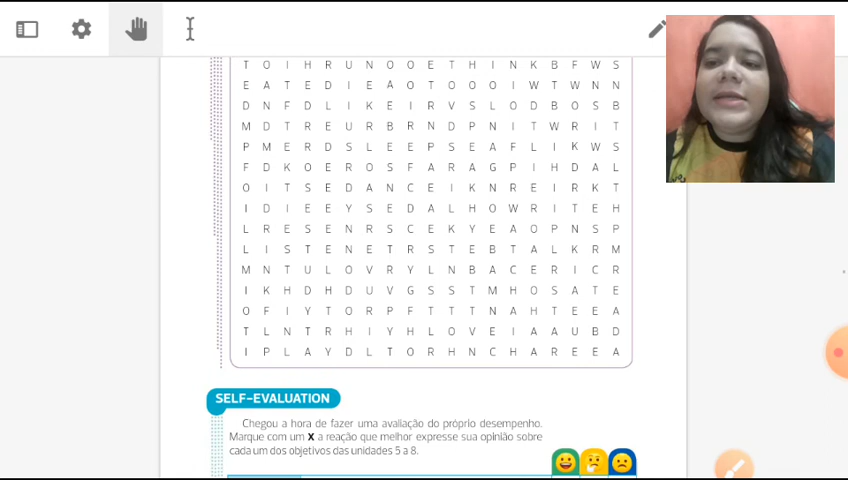 T O I H R U N O O E T H I N K B F W S
E A T E D I E A O T O O O I W T W N N
D N F D L I K E I R V S L O D B O S B
M D T R E U R B R N D P N I T W R I T
P M E R D S L E E P S E A F L I K W S
F D K O E R O S F A R A G P I H D A L
O I T S E D A N C E I K N R E I R K T
I D I E E Y S E D A L H O W R I T E H
L R E S E N R S C E K Y E A O P N S P
L I S T E N E T R S T E B T A L K R M
M N T U L O V R Y L N B A C E R I C R
I K H D H D U V G S S T M H O S A T E
O F I Y T O R P F T T T N A H T E E A
T L N T R H I Y H L O V E I A A U B D
I P L A Y D L T O R H N C H A R E E A
SELF-EVALUATION
Chegou a hora de fazer uma avaliação do próprio desempenho.
Marque com um X a reação que melhor expresse sua opinião sobre
cada um dos objetivos das unidades 5 a 8.